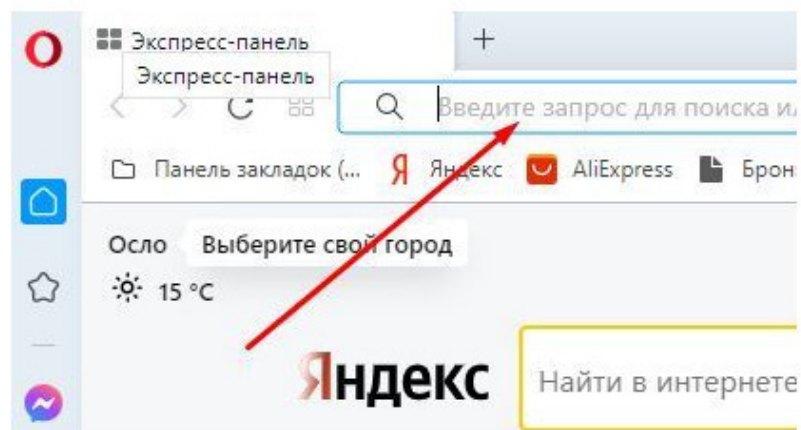 Экспресс-панель
Экспресс-панель
Введите запрос для поиска ил
Панель закладок (... Яндекс AliExpress Брон
Осло Выберите свой город
15 °C
Яндекс Найти в интернете